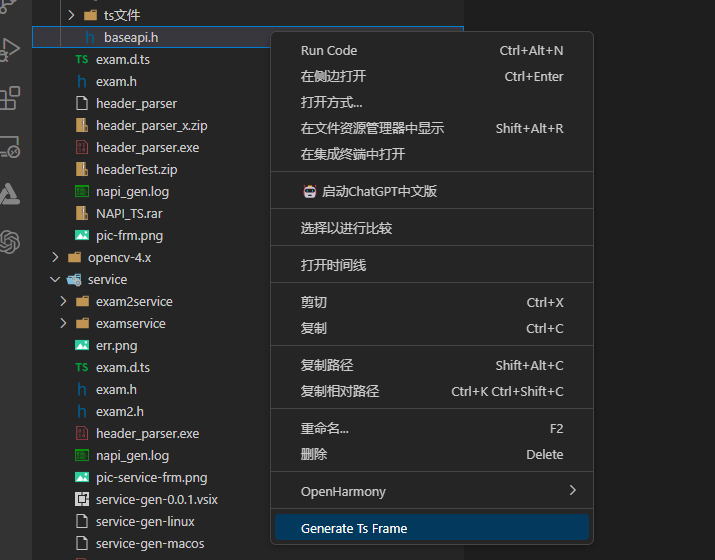 ts文件
baseapi.h
TS exam.d.ts
h exam.h
header_parser
header_parser_x.zip
header_parser.exe
headerTest.zip
napi_gen.log
NAPI_TS.rar
pic-frm.png
opencv-4.x
service
exam2service
examservice
err.png
TS exam.d.ts
h exam.h
h exam2.h
header_parser.exe
napi_gen.log
pic-service-frm.png
service-gen-0.0.1.vsix
service-gen-linux
service-gen-macos
Run Code Ctrl+Alt+N
在侧边打开 Ctrl+Enter
打开方式...
在文件资源管理器中显示 Shift+Alt+R
在集成终端中打开
启动ChatGPT中文版
选择以进行比较
打开时间线
剪切 Ctrl+X
复制 Ctrl+C
复制路径 Shift+Alt+C
复制相对路径 Ctrl+K Ctrl+Shift+C
重命名... F2
删除 Delete
OpenHarmony
Generate Ts Frame